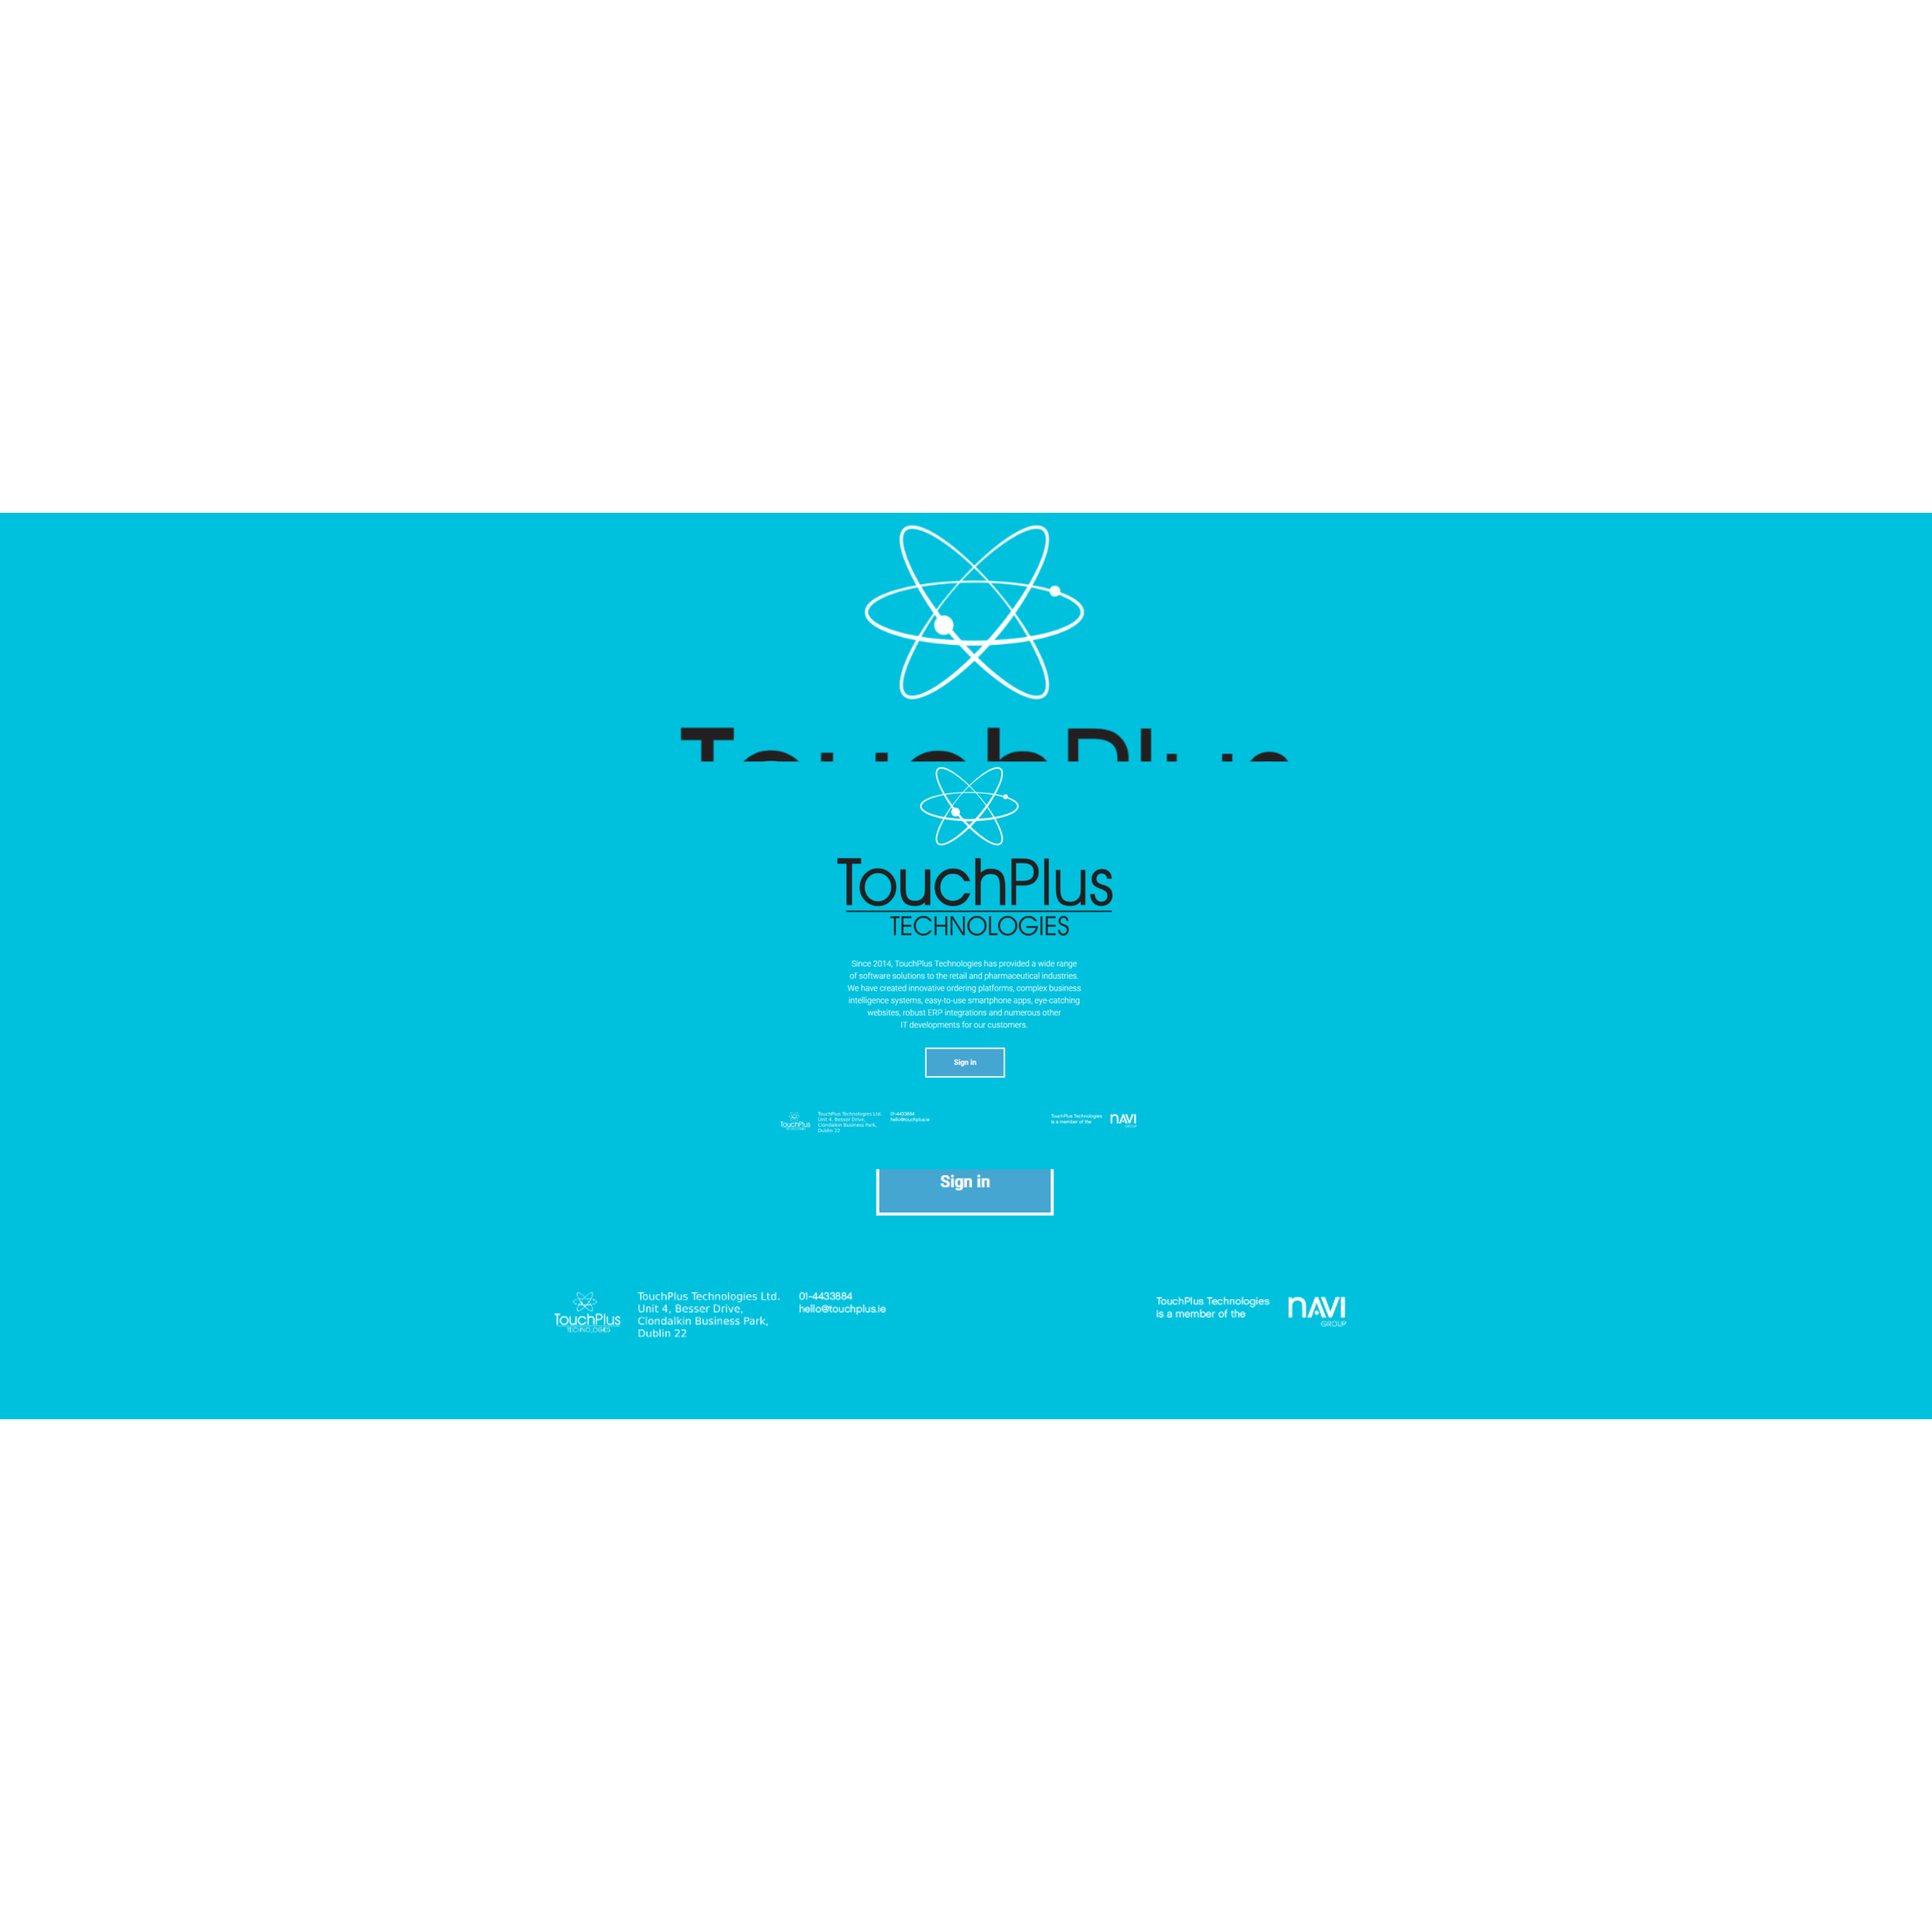 TouchPlus
TouchPlus
TECHNOLOGIES
Since 2014, TouchPlus Technologies has provided a wide range
of software solutions to the retail and pharmaceutical industries.
We have created innovative ordering platforms, complex business
intelligence systems, easy-to-use smartphone apps, eye-catching
websites, robust ERP integrations and numerous other
IT developments for our customers.
Sign in
TouchPlus
TECHNOLOGIES
TouchPlus Technologies Ltd.
Unit 4, Besser Drive,
Clondalkin Business Park,
Dublin 22
01-4433884
hello@touchplus.ie
TouchPlus Technologies
is a member of the
NAVI
GROUP
Sign in
TouchPlus
TECHNOLOGIES
TouchPlus Technologies Ltd.
Unit 4, Besser Drive,
Clondalkin Business Park,
Dublin 22
01-4433884
hello@touchplus.ie
TouchPlus Technologies
is a member of the
NAVI
GROUP